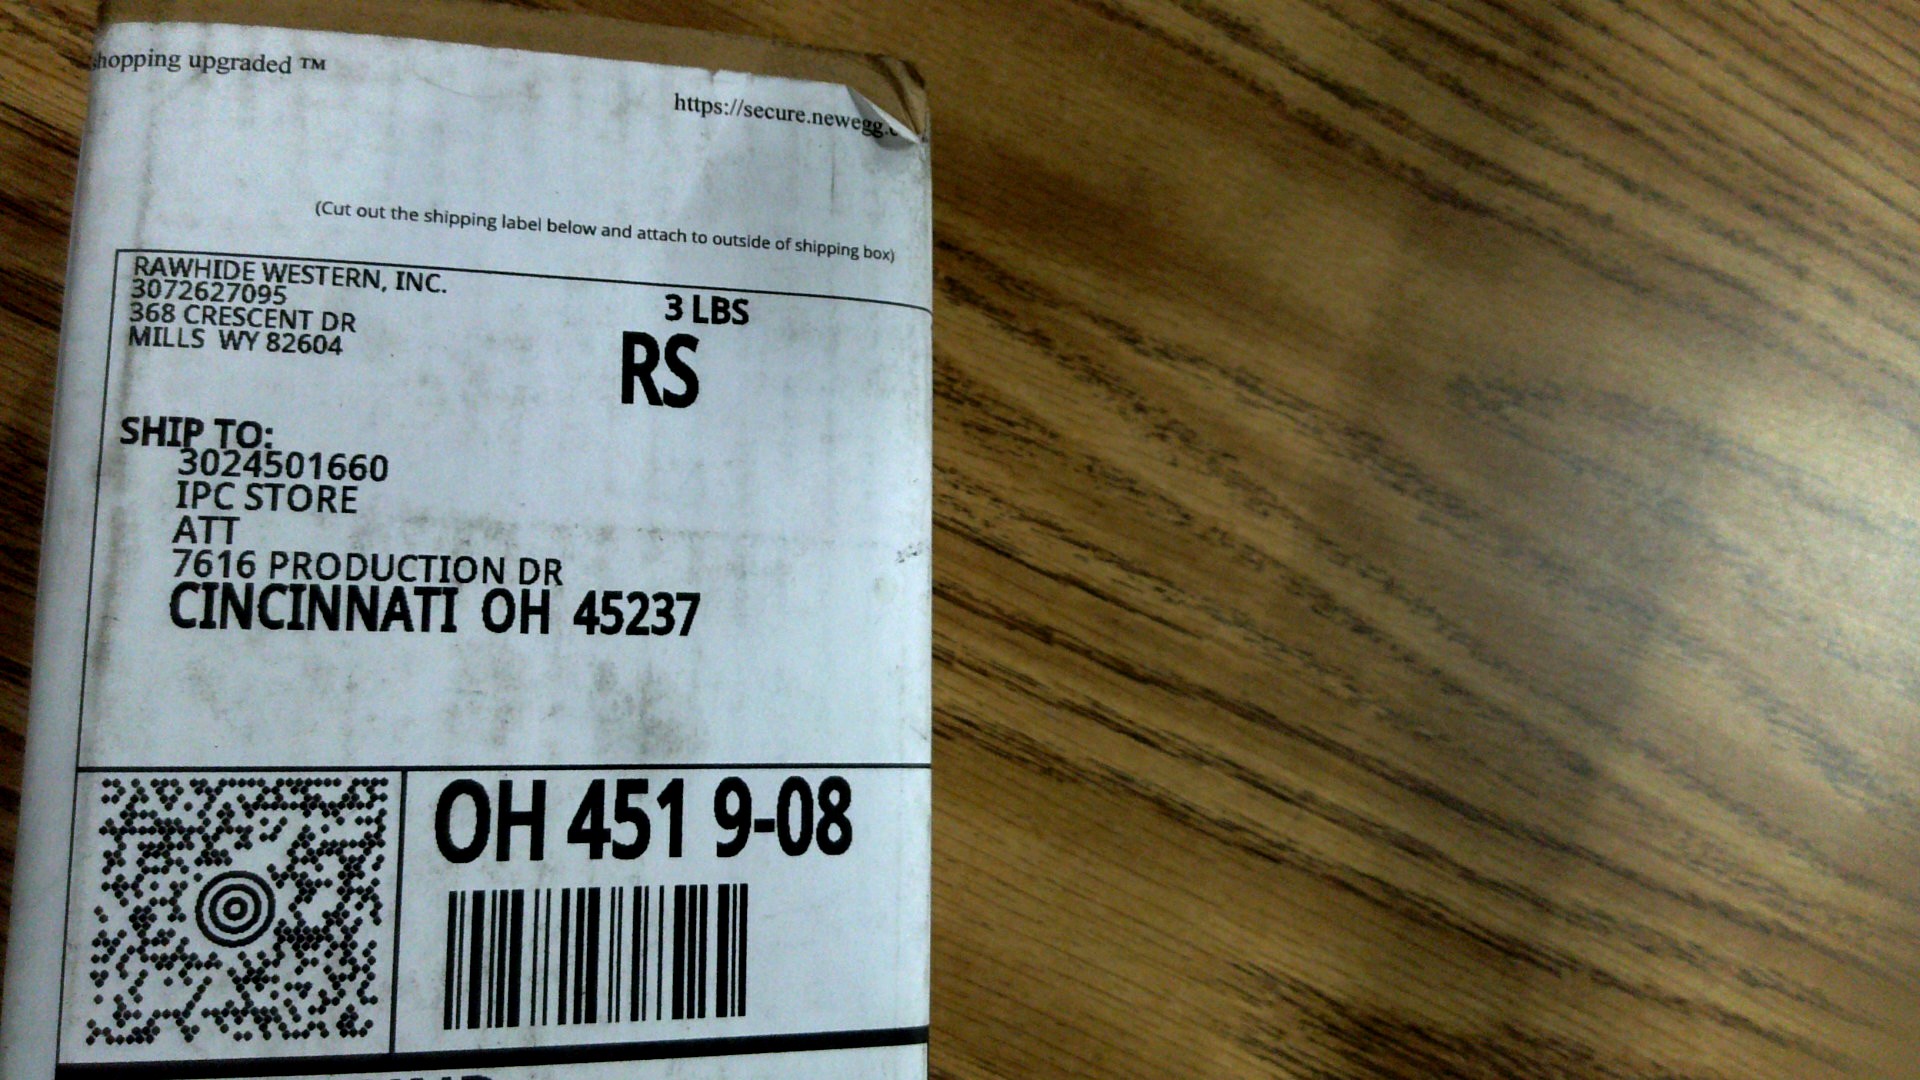 hopping upgraded ™
https://secure.newegg.
(Cut out the shipping label below and attach to outside of shipping box)
RAWHIDE WESTERN, INC.
3072627095
368 CRESCENT DR
MILLS WY 82604
3 LBS
RS
SHIP TO:
3024501660
IPC STORE
ATT
7616 PRODUCTION DR
CINCINNATI OH 45237
OH 451 9-08